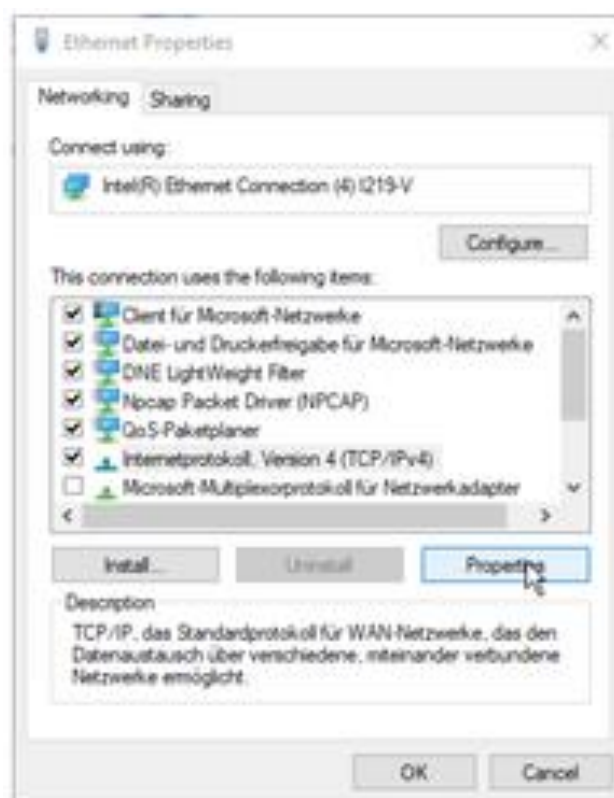 Ethernet Properties
Networking Sharing
Connect using:
Intel(R) Ethernet Connection (4) I219-V
Configure...
This connection uses the following items:
Client für Microsoft-Netzwerke
Datei- und Druckerfreigabe für Microsoft-Netzwerke
DNE LightWeight Filter
Npcap Packet Driver (NPCAP)
QoS-Paketplaner
Internetprotokoll, Version 4 (TCP/IPv4)
Microsoft-Multiplexorprotokoll für Netzwerkadapter
Install... Uninstall Properties
Description
TCP/IP, das Standardprotokoll für WAN-Netzwerke, das den
Datenaustausch über verschiedene, miteinander verbundene
Netzwerke ermöglicht.
OK Cancel